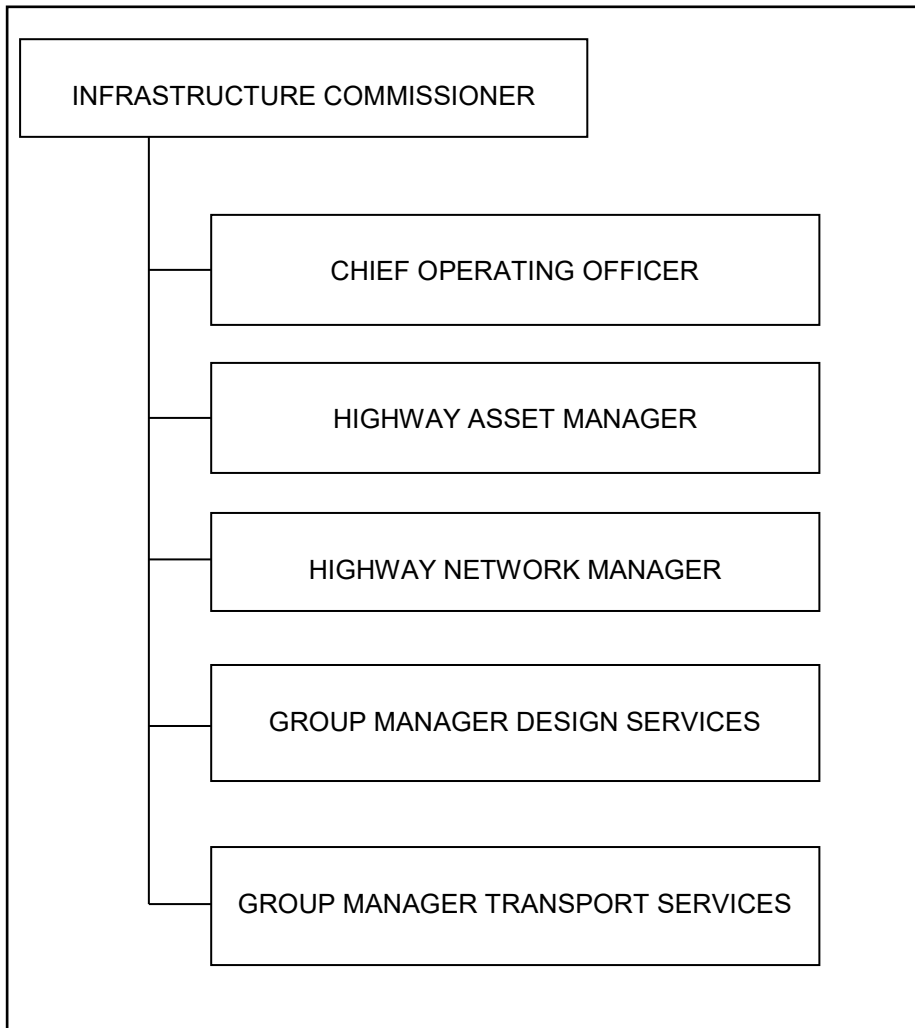 INFRASTRUCTURE COMMISSIONER
CHIEF OPERATING OFFICER
HIGHWAY ASSET MANAGER
HIGHWAY NETWORK MANAGER
GROUP MANAGER DESIGN SERVICES
GROUP MANAGER TRANSPORT SERVICES